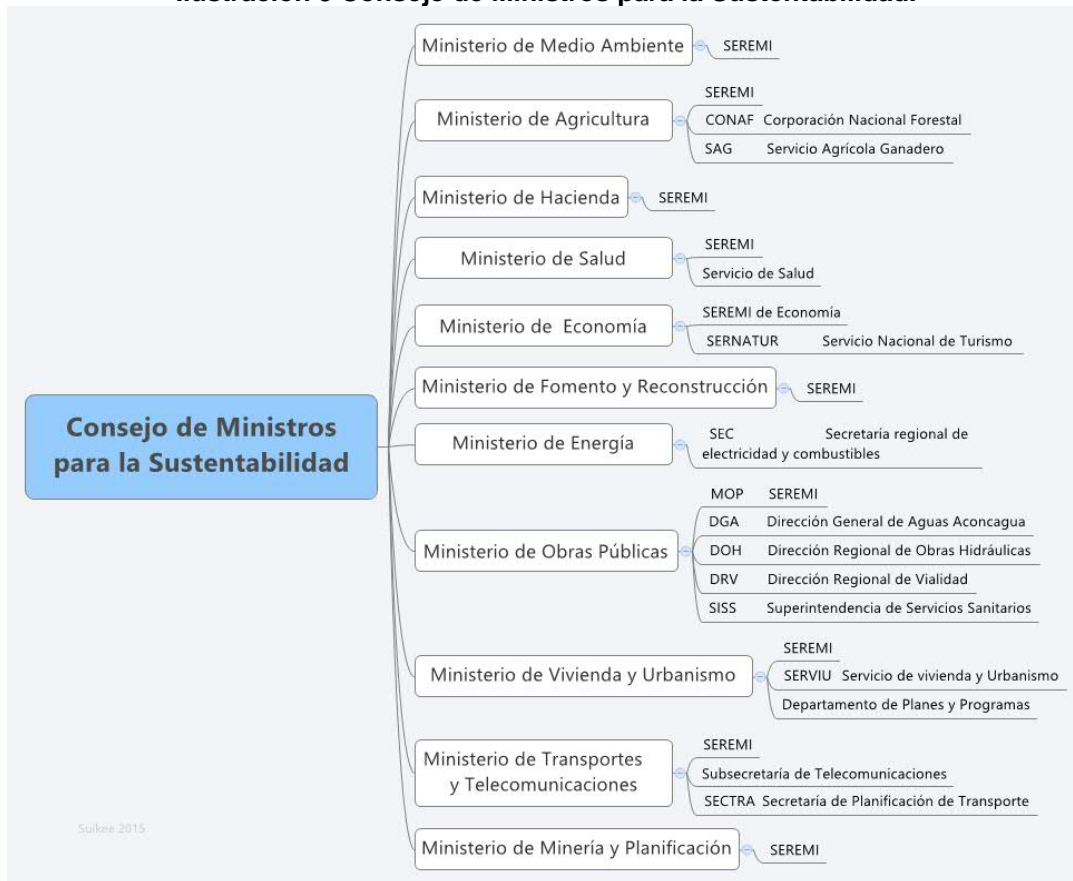 Consejo de Ministros
para la Sustentabilidad
Ministerio de Medio Ambiente
SEREMI
Ministerio de Agricultura
SEREMI
CONAF Corporación Nacional Forestal
SAG Servicio Agrícola Ganadero
Ministerio de Hacienda
SEREMI
Ministerio de Salud
SEREMI
Servicio de Salud
Ministerio de Economía
SEREMI de Economía
SERNATUR Servicio Nacional de Turismo
Ministerio de Fomento y Reconstrucción
SEREMI
Ministerio de Energía
SEC Secretaría regional de
electricidad y combustibles
Ministerio de Obras Públicas
MOP SEREMI
DGA Dirección General de Aguas Aconcagua
DOH Dirección Regional de Obras Hidráulicas
DRV Dirección Regional de Vialidad
SISS Superintendencia de Servicios Sanitarios
Ministerio de Vivienda y Urbanismo
SEREMI
SERVIU Servicio de vivienda y Urbanismo
Departamento de Planes y Programas
Ministerio de Transportes
y Telecomunicaciones
SEREMI
Subsecretaría de Telecomunicaciones
SECTRA Secretaría de Planificación de Transporte
Ministerio de Minería y Planificación
SEREMI
Suikee 2015